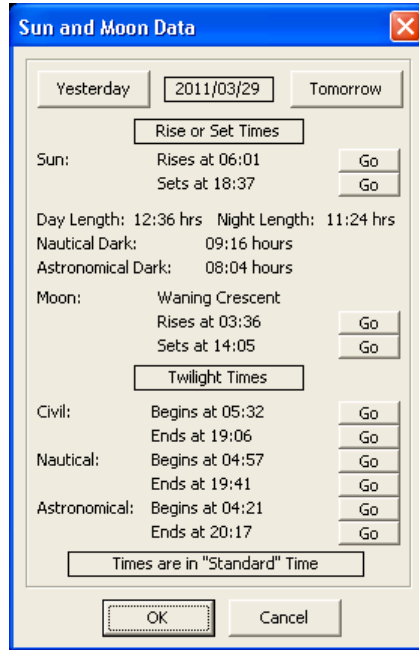 Sun and Moon Data
Yesterday 2011/03/29 Tomorrow
Rise or Set Times
Sun: Rises at 06:01 Go
Sets at 18:37 Go
Day Length: 12:36 hrs Night Length: 11:24 hrs
Nautical Dark: 09:16 hours
Astronomical Dark: 08:04 hours
Moon: Waning Crescent
Rises at 03:36 Go
Sets at 14:05 Go
Twilight Times
Civil: Begins at 05:32 Go
Ends at 19:06 Go
Nautical: Begins at 04:57 Go
Ends at 19:41 Go
Astronomical: Begins at 04:21 Go
Ends at 20:17 Go
Times are in "Standard" Time
OK Cancel